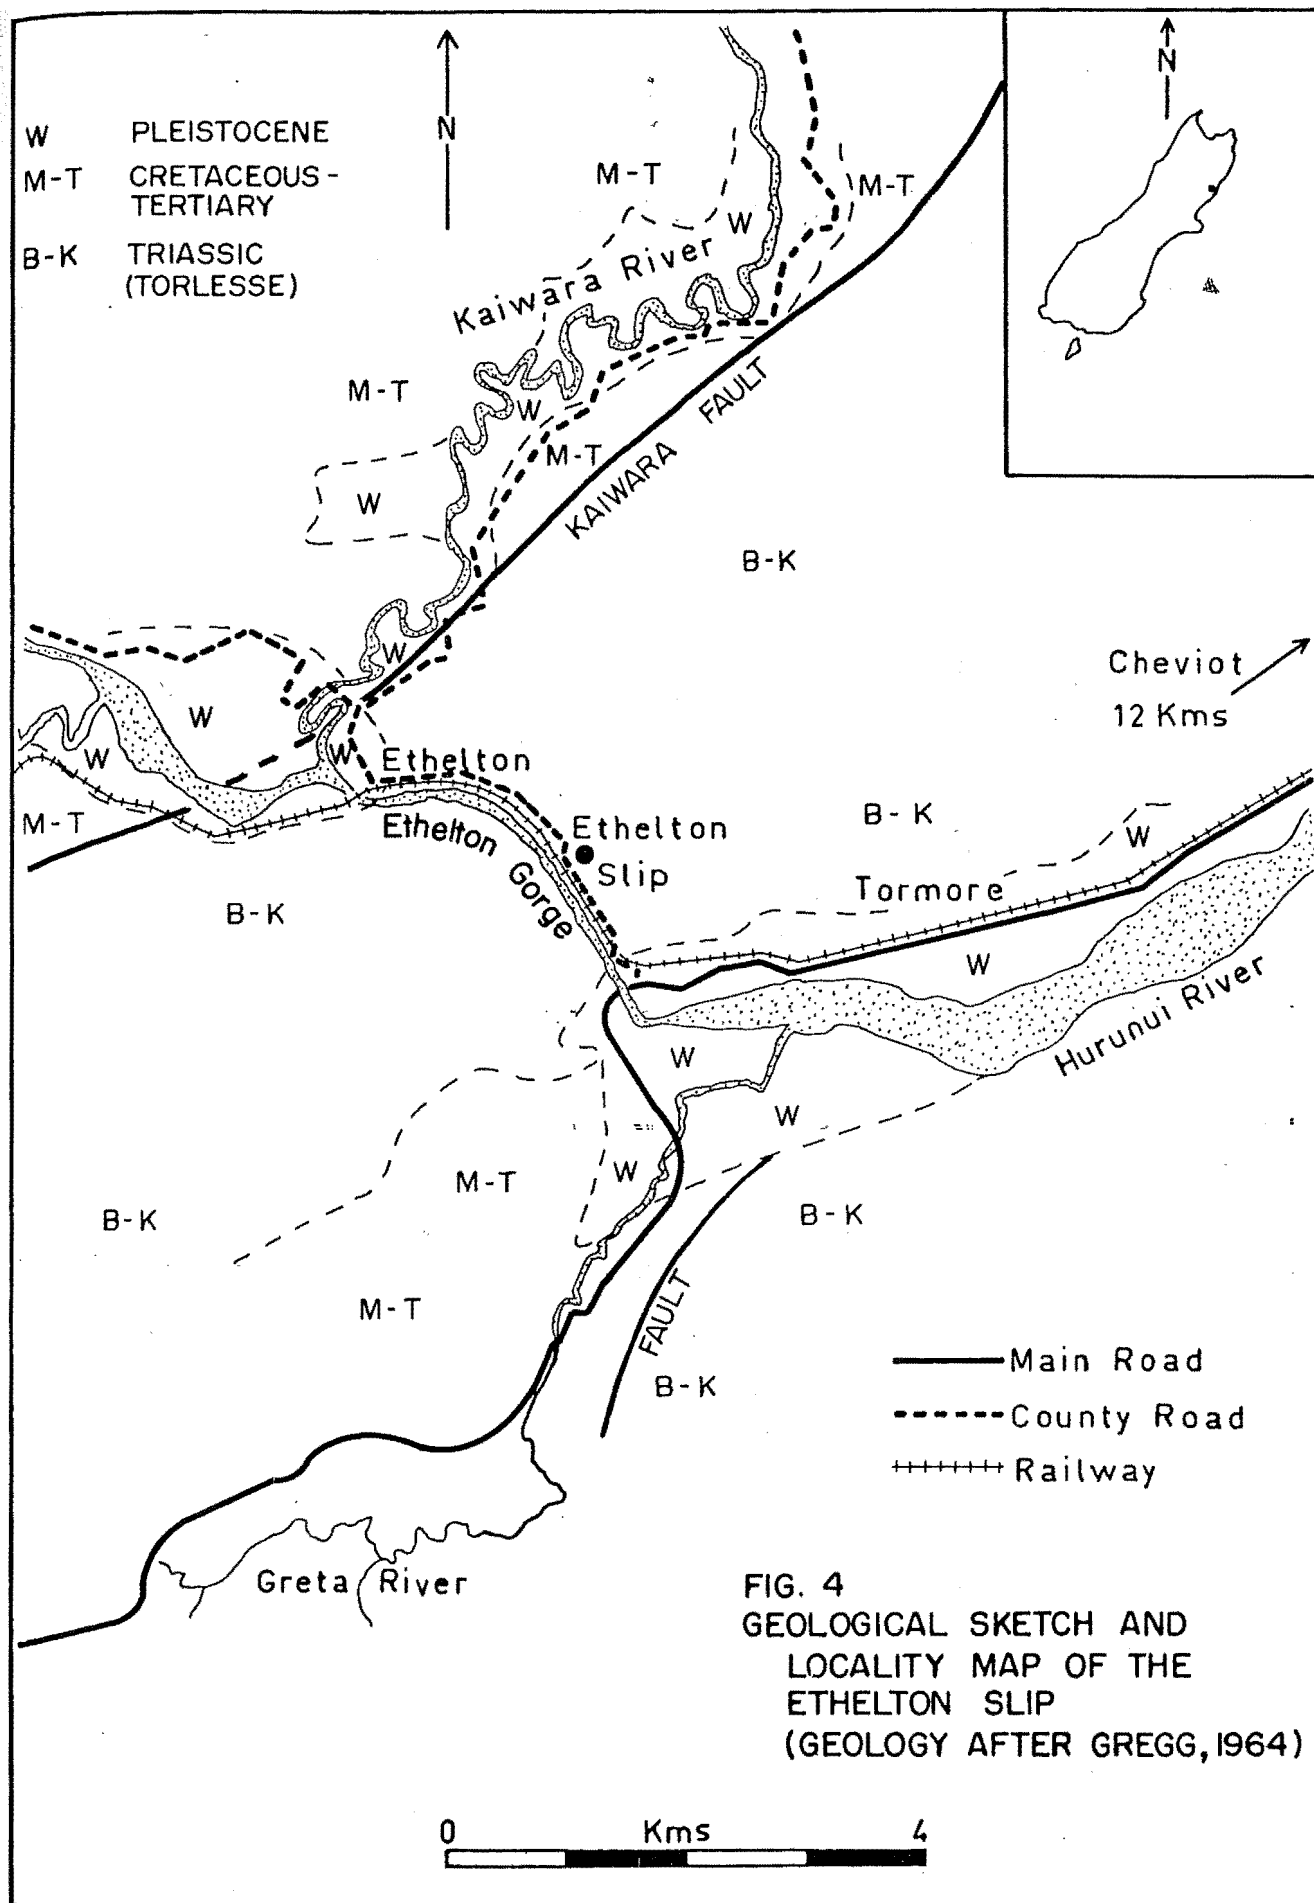 W PLEISTOCENE
M-T CRETACEOUS-
TERTIARY
B-K TRIASSIC
(TORLESSE)
N
N
M-T
M-T
W
Kaiwara River
M-T
W
M-T
KAIWARA FAULT
W
B-K
W
Cheviot
12 Kms
W
W
W
Ethelton
M-T
Ethelton Gorge
Ethelton
Slip
B-K
W
Tormore
B-K
W
Hurunui River
W
W
M-T
W
B-K
B-K
M-T
FAULT
B-K
Main Road
County Road
Railway
Greta River
FIG. 4
GEOLOGICAL SKETCH AND
LOCALITY MAP OF THE
ETHELTON SLIP
(GEOLOGY AFTER GREGG, 1964)
0 Kms 4